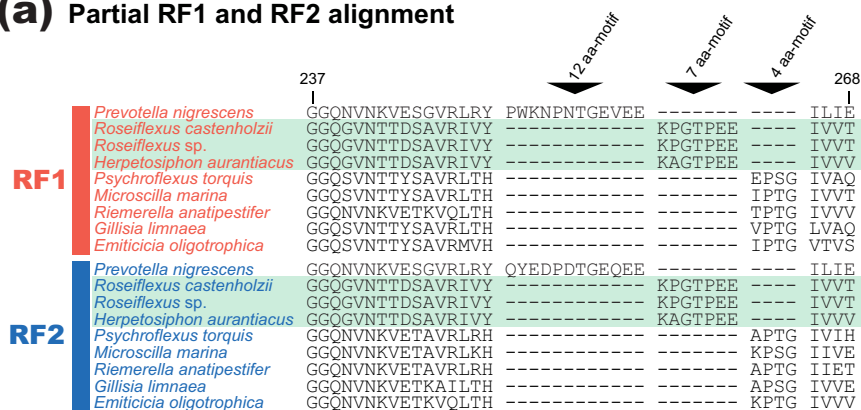 (a) Partial RF1 and RF2 alignment
12 aa-motif 7 aa-motif 4 aa-motif
237 268
RF1
Prevotella nigrescens GGQNVNKVESGVRLRY PWKNPNTGEVEE ------- ---- ILIE
Roseiflexus castenholzii GGQGVNTTDSAVRIVY ------------ KPGTPEE ---- IVVT
Roseiflexus sp. GGQGVNTTDSAVRIVY ------------ KPGTPEE ---- IVVT
Herpetosiphon aurantiacus GGQGVNTTDSAVRIVY ------------ KAGTPEE ---- IVVV
Psychroflexus torquis GGQSVNTTYSAVRLTH ------------ ------- EPSG IVAQ
Microscilla marina GGQSVNTTYSAVRLTH ------------ ------- IPTG IVVT
Riemerella anatipestifer GGQNVNKVETKVQLTH ------------ ------- TPTG IVVV
Gillisia limnaea GGQSVNTTYSAVRLTH ------------ ------- VPTG LVAQ
Emiticicia oligotrophica GGQSVNTTYSAVRMVH ------------ ------- IPTG VTVS
RF2
Prevotella nigrescens GGQNVNKVESGVRLRY QYEDPDTGEQEE ------- ---- ILIE
Roseiflexus castenholzii GGQGVNTTDSAVRIVY ------------ KPGTPEE ---- IVVT
Roseiflexus sp. GGQGVNTTDSAVRIVY ------------ KPGTPEE ---- IVVT
Herpetosiphon aurantiacus GGQGVNTTDSAVRIVY ------------ KAGTPEE ---- IVVV
Psychroflexus torquis GGQNVNKVETAVRLRH ------------ ------- APTG IVIH
Microscilla marina GGQNVNKVETAVRLKH ------------ ------- KPSG IIVE
Riemerella anatipestifer GGQNVNKVETAVRLRH ------------ ------- APTG IIET
Gillisia limnaea GGQNVNKVETKAILTH ------------ ------- APSG IVVE
Emiticicia oligotrophica GGQNVNKVETKVQLTH ------------ ------- KPTG IVVV